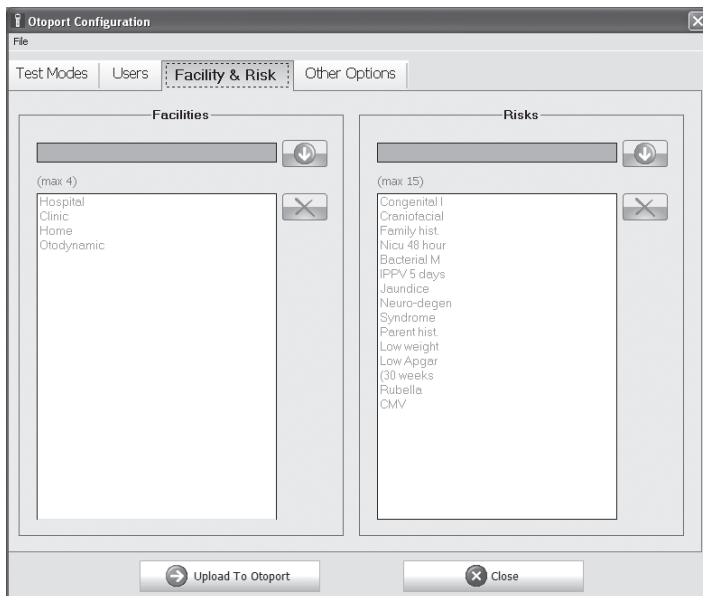 Otoport Configuration
File
Test Modes Users Facility & Risk Other Options
Facilities
(max 4)
Hospital
Clinic
Home
Otodynamic
Risks
(max 15)
Congenital I
Craniofacial
Family hist.
Nicu 48 hour
Bacterial M
IPPV 5 days
Jaundice
Neuro-degen
Syndrome
Parent hist.
Low weight
Low Apgar
(30 weeks
Rubella
CMV
Upload To Otoport
Close